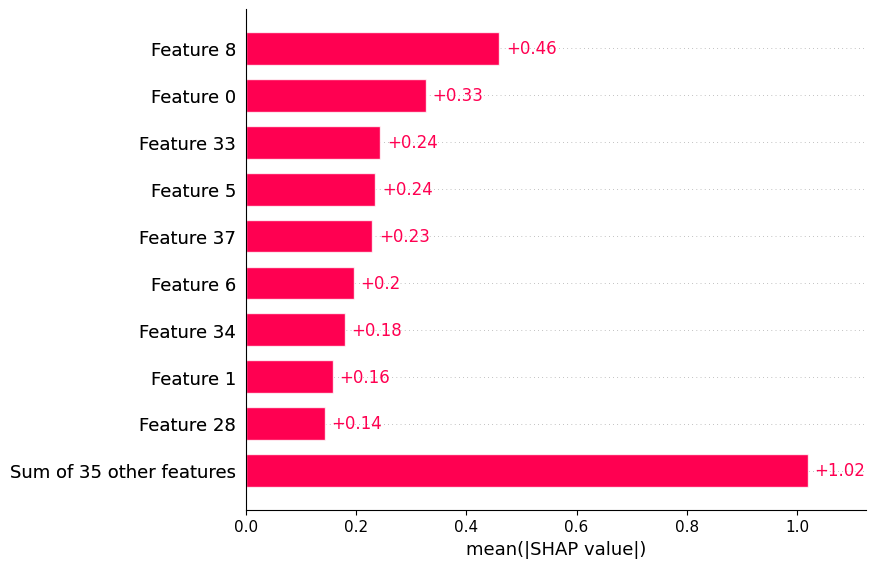 Feature 8 +0.46
Feature 0 +0.33
Feature 33 +0.24
Feature 5 +0.24
Feature 37 +0.23
Feature 6 +0.2
Feature 34 +0.18
Feature 1 +0.16
Feature 28 +0.14
Sum of 35 other features +1.02
0.0 0.2 0.4 0.6 0.8 1.0
mean(|SHAP value|)